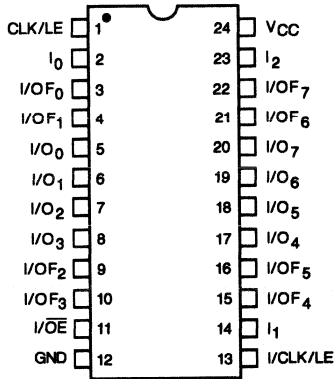 CLK/LE 1 24 VCC
I0 2 23 I2
I/OF0 3 22 I/OF7
I/OF1 4 21 I/OF6
I/O0 5 20 I/O7
I/O1 6 19 I/O6
I/O2 7 18 I/O5
I/O3 8 17 I/O4
I/OF2 9 16 I/OF5
I/OF3 10 15 I/OF4
I/O̅E̅ 11 14 I1
GND 12 13 I/CLK/LE